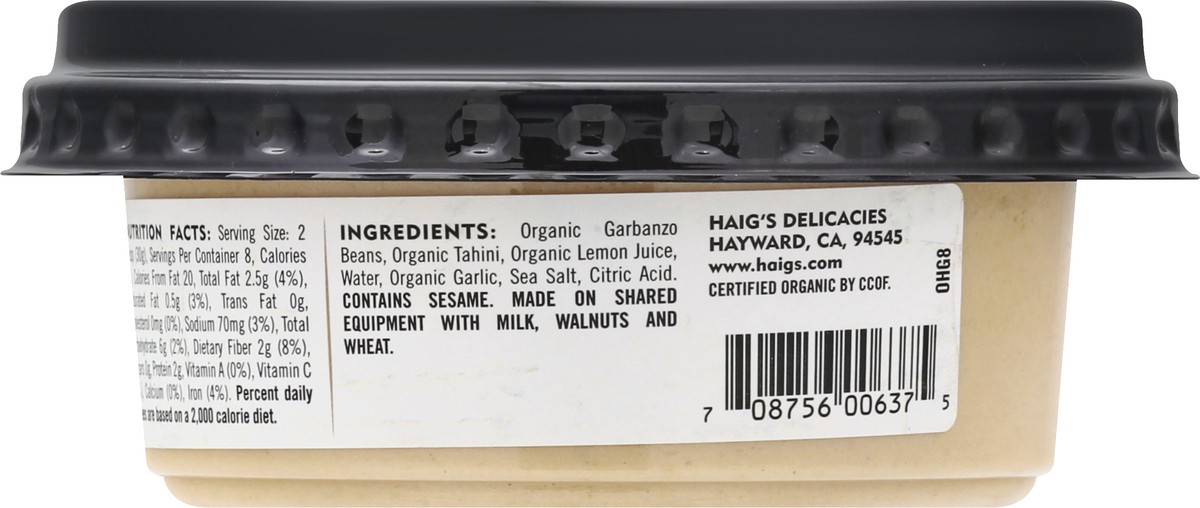 NUTRITION FACTS: Serving Size: 2
(30g), Servings Per Container 8, Calories
Calories From Fat 20, Total Fat 2.5g (4%),
Fat 0.5g (3%), Trans Fat 0g,
0mg (0%), Sodium 70mg (3%), Total
6g (2%), Dietary Fiber 2g (8%),
0g, Protein 2g, Vitamin A (0%), Vitamin C
Calcium (0%), Iron (4%). Percent daily
are based on a 2,000 calorie diet.
INGREDIENTS: Organic Garbanzo
Beans, Organic Tahini, Organic Lemon Juice,
Water, Organic Garlic, Sea Salt, Citric Acid.
CONTAINS SESAME. MADE ON SHARED
EQUIPMENT WITH MILK, WALNUTS AND
WHEAT.
HAIG'S DELICACIES
HAYWARD, CA, 94545
www.haigs.com
CERTIFIED ORGANIC BY CCOF.
OHG8
7 08756 00637 5